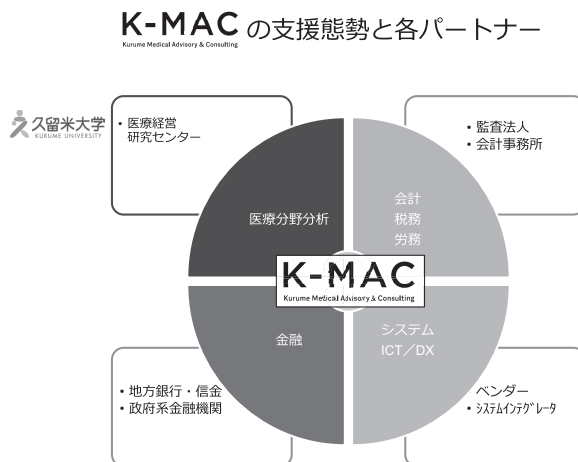 K-MAC の支援態勢と各パートナー
Kurume Medical Advisory & Consulting
久留米大学
KURUME UNIVERSITY
• 医療経営
研究センター
• 監査法人
• 会計事務所
医療分野分析
会計
税務
労務
K-MAC
Kurume Medical Advisory & Consulting
金融
システム
ICT／DX
• 地方銀行・信金
• 政府系金融機関
ベンダー
• ｼｽﾃﾑｲﾝﾃｸﾞﾚｰﾀ